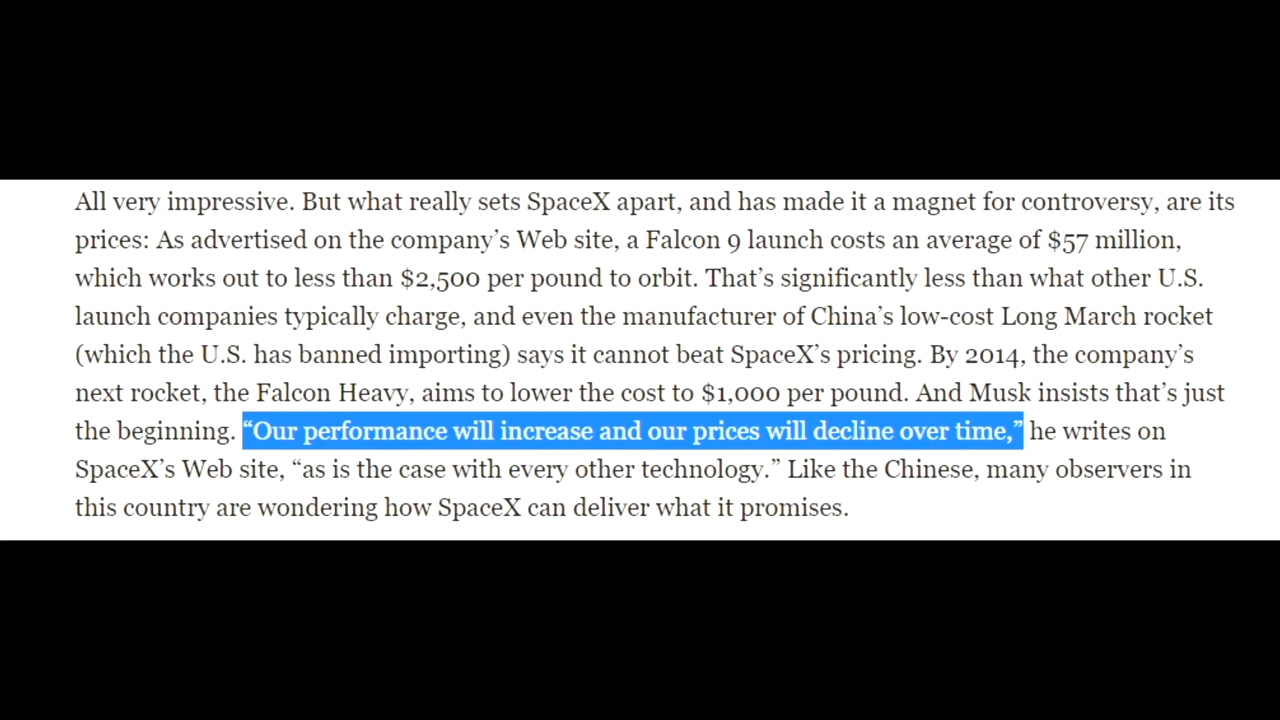 All very impressive. But what really sets SpaceX apart, and has made it a magnet for controversy, are its
prices: As advertised on the company’s Web site, a Falcon 9 launch costs an average of $57 million,
which works out to less than $2,500 per pound to orbit. That’s significantly less than what other U.S.
launch companies typically charge, and even the manufacturer of China’s low-cost Long March rocket
(which the U.S. has banned importing) says it cannot beat SpaceX’s pricing. By 2014, the company’s
next rocket, the Falcon Heavy, aims to lower the cost to $1,000 per pound. And Musk insists that’s just
the beginning. “Our performance will increase and our prices will decline over time,” he writes on
SpaceX’s Web site, “as is the case with every other technology.” Like the Chinese, many observers in
this country are wondering how SpaceX can deliver what it promises.